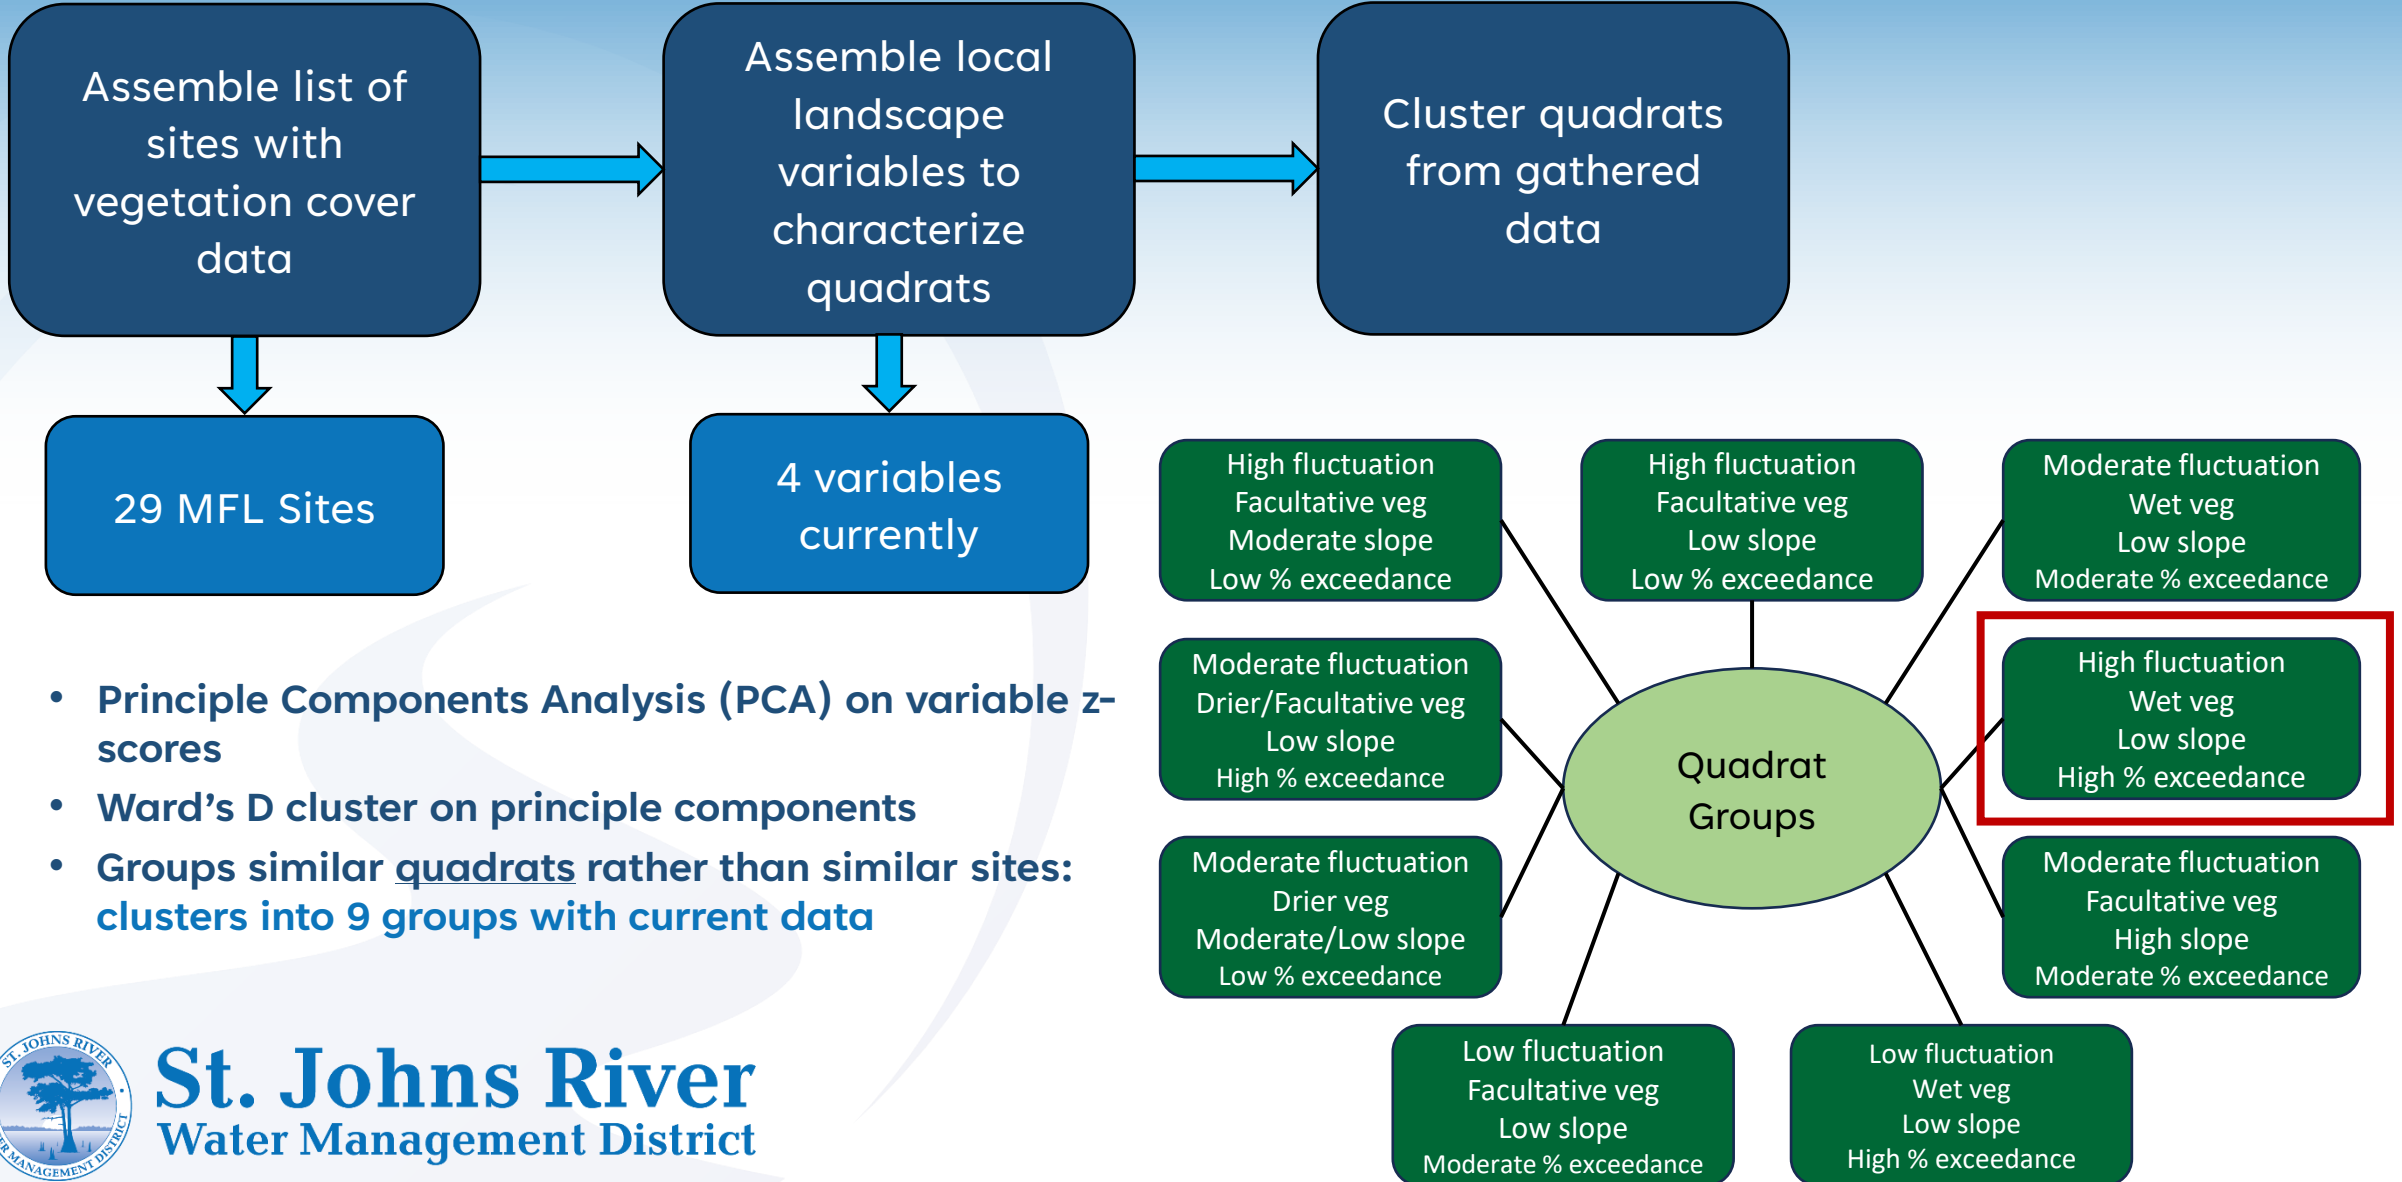 Assemble list of
sites with
vegetation cover
data
Assemble local
landscape
variables to
characterize
quadrats
Cluster quadrats
from gathered
data
29 MFL Sites
4 variables
currently
• Principle Components Analysis (PCA) on variable z-
scores
• Ward's D cluster on principle components
• Groups similar quadrats rather than similar sites:
clusters into 9 groups with current data
High fluctuation
Facultative veg
Moderate slope
Low % exceedance
High fluctuation
Facultative veg
Low slope
Low % exceedance
Moderate fluctuation
Wet veg
Low slope
Moderate % exceedance
Moderate fluctuation
Drier/Facultative veg
Low slope
High % exceedance
Quadrat
Groups
High fluctuation
Wet veg
Low slope
High % exceedance
Moderate fluctuation
Drier veg
Moderate/Low slope
Low % exceedance
Moderate fluctuation
Facultative veg
High slope
Moderate % exceedance
Low fluctuation
Facultative veg
Low slope
Moderate % exceedance
Low fluctuation
Wet veg
Low slope
High % exceedance
ST. JOHNS RIVER
MANAGEMENT DISTRICT
St. Johns River
Water Management District